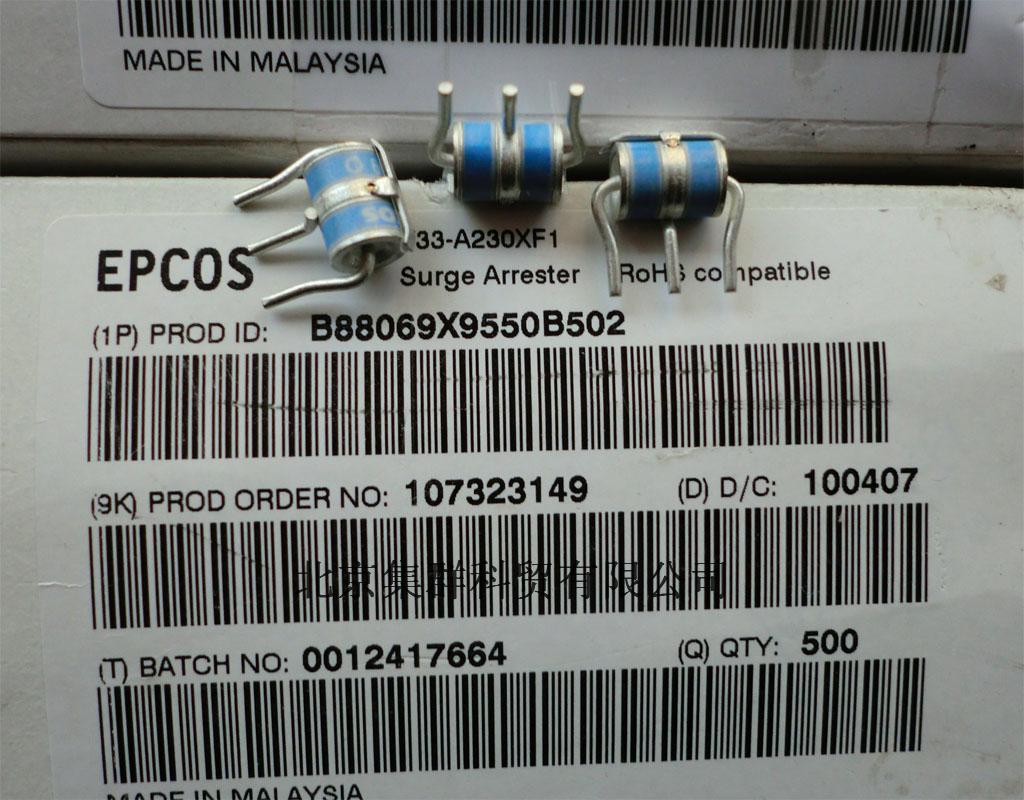 MADE IN MALAYSIA
33-A230XF1
EPCOS
Surge Arrester RoHS compatible
(1P) PROD ID: B88069X9550B502
(9K) PROD ORDER NO: 107323149 (D) D/C: 100407
北京集群科贸有限公司
(T) BATCH NO: 0012417664 (Q) QTY: 500
MADE IN MALAYSIA